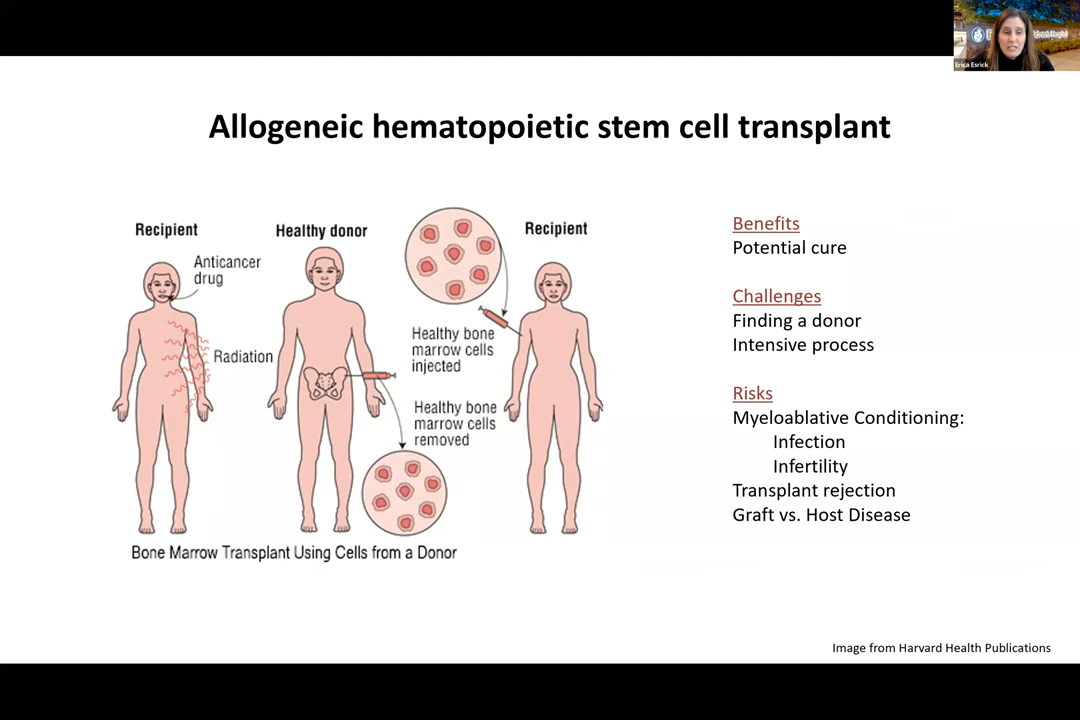 Erica Esrick
Allogeneic hematopoietic stem cell transplant
Recipient
Healthy donor
Recipient
Anticancer
drug
Radiation
Healthy bone
marrow cells
injected
Healthy bone
marrow cells
removed
Bone Marrow Transplant Using Cells from a Donor
Benefits
Potential cure
Challenges
Finding a donor
Intensive process
Risks
Myeloablative Conditioning:
Infection
Infertility
Transplant rejection
Graft vs. Host Disease
Image from Harvard Health Publications